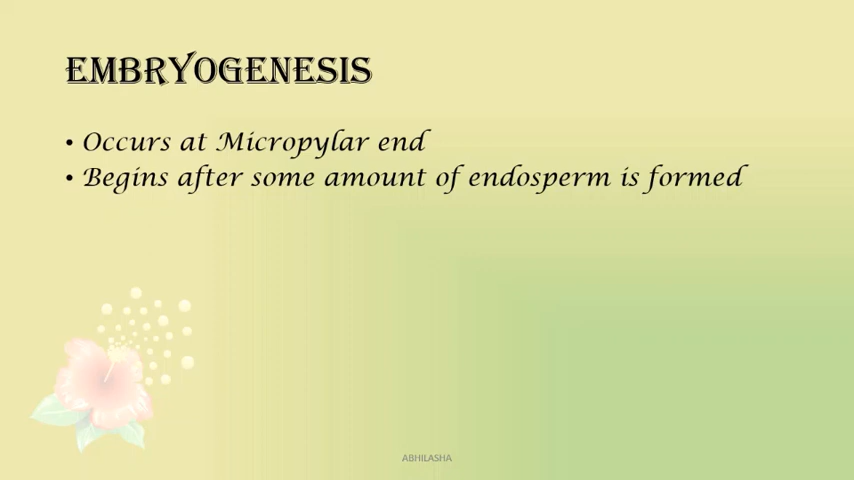 EMBRYOGENESIS
• Occurs at Micropylar end
• Begins after some amount of endosperm is formed
ABHILASHA